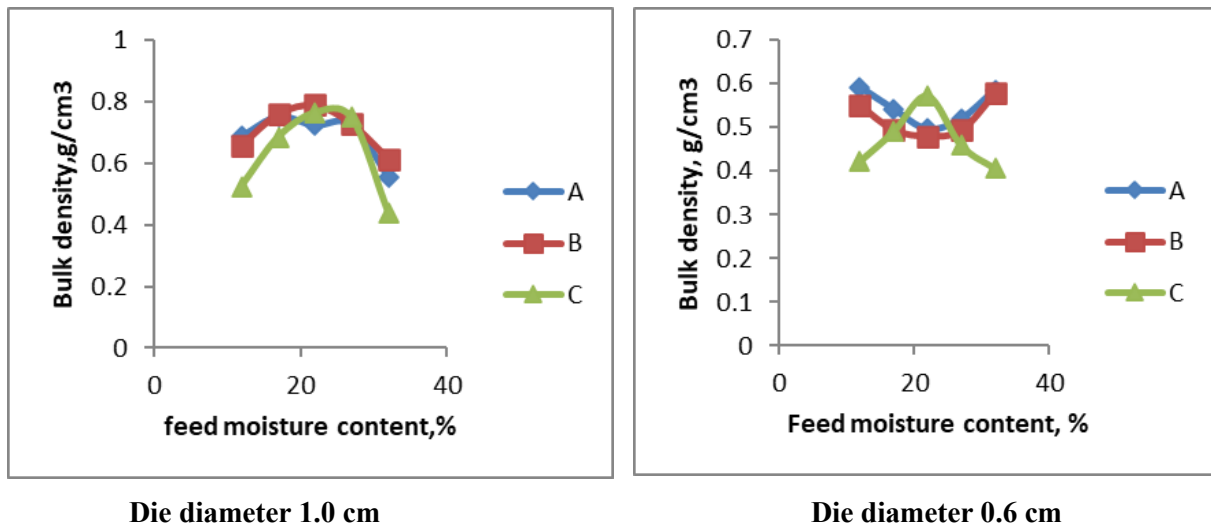 1
0.8
0.6
0.4
0.2
0
0 20 40
Bulk density,g/cm3
feed moisture content,%
A
B
C
Die diameter 1.0 cm
0.7
0.6
0.5
0.4
0.3
0.2
0.1
0
0 20 40
Bulk density, g/cm3
Feed moisture content, %
A
B
C
Die diameter 0.6 cm